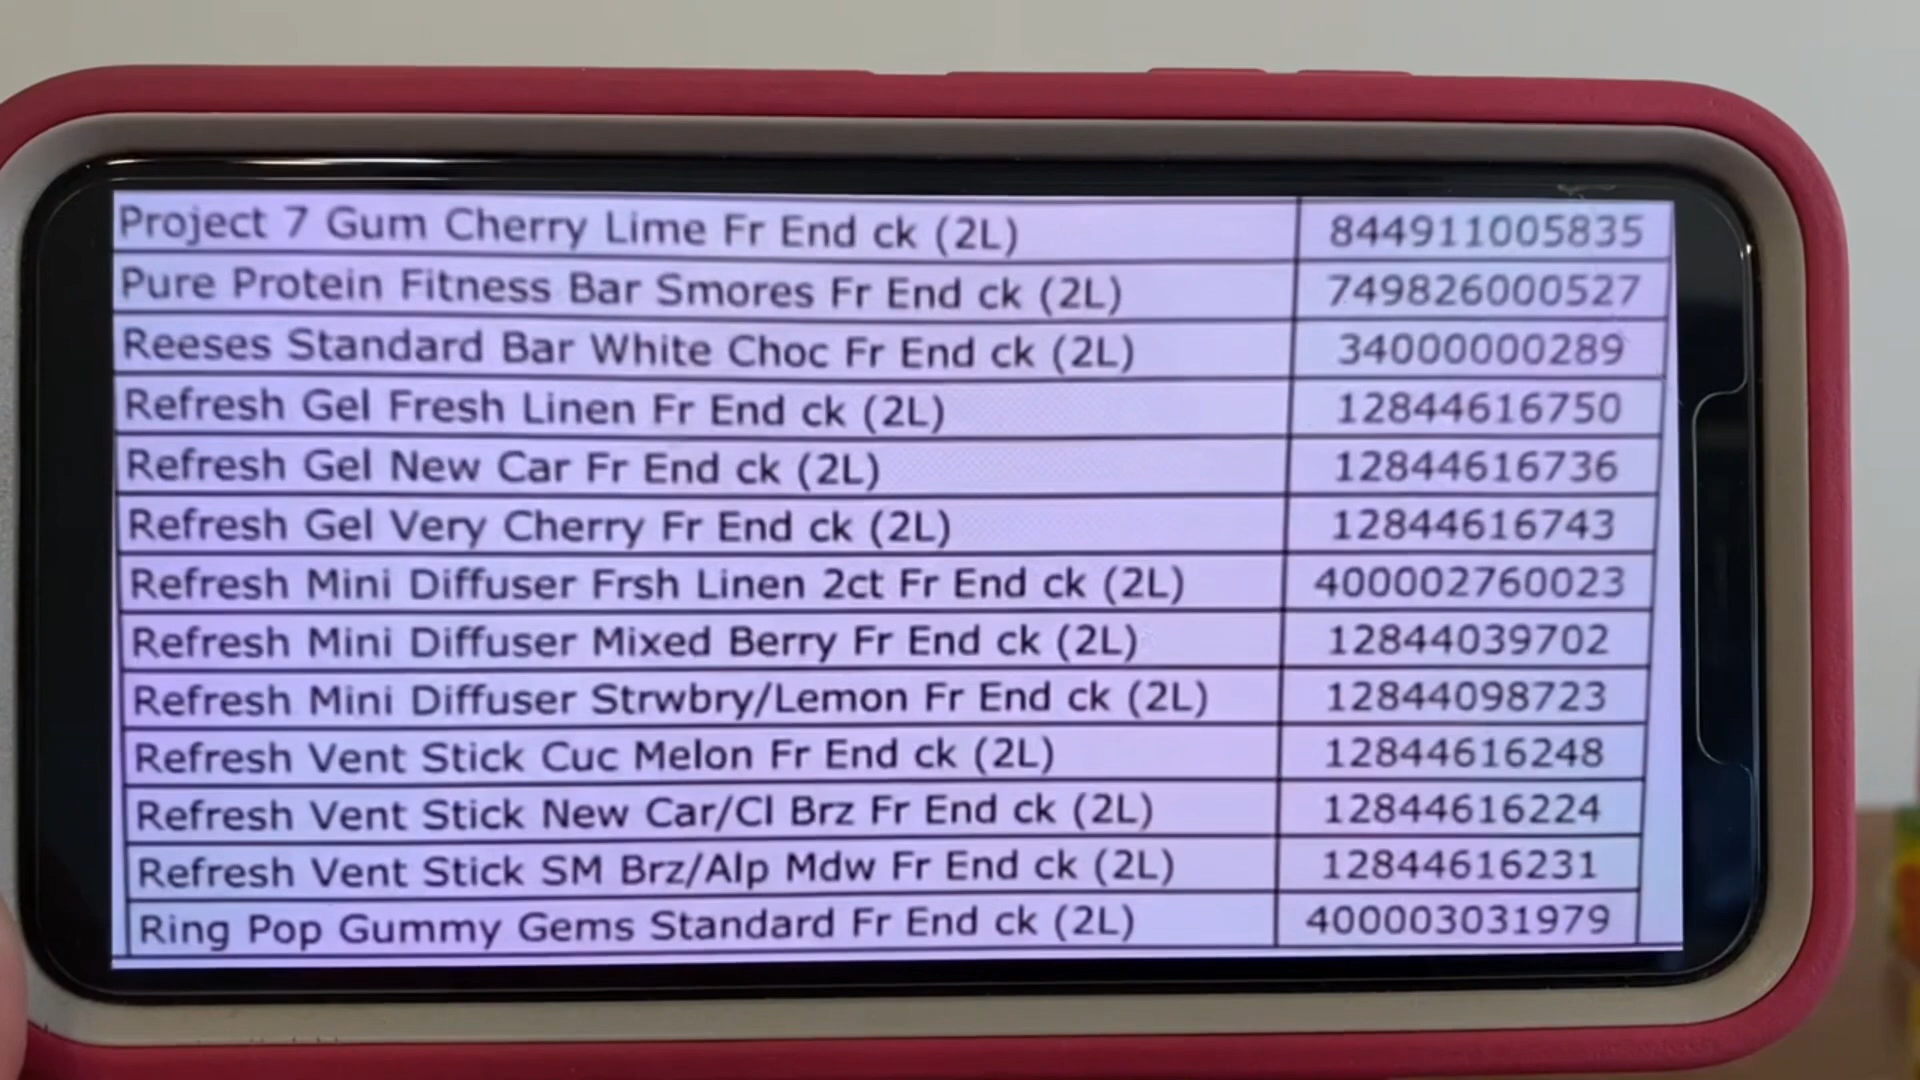 Project 7 Gum Cherry Lime Fr End ck (2L) 844911005835
Pure Protein Fitness Bar Smores Fr End ck (2L) 749826000527
Reeses Standard Bar White Choc Fr End ck (2L) 34000000289
Refresh Gel Fresh Linen Fr End ck (2L) 12844616750
Refresh Gel New Car Fr End ck (2L) 12844616736
Refresh Gel Very Cherry Fr End ck (2L) 12844616743
Refresh Mini Diffuser Frsh Linen 2ct Fr End ck (2L) 400002760023
Refresh Mini Diffuser Mixed Berry Fr End ck (2L) 12844039702
Refresh Mini Diffuser Strwbry/Lemon Fr End ck (2L) 12844098723
Refresh Vent Stick Cuc Melon Fr End ck (2L) 12844616248
Refresh Vent Stick New Car/Cl Brz Fr End ck (2L) 12844616224
Refresh Vent Stick SM Brz/Alp Mdw Fr End ck (2L) 12844616231
Ring Pop Gummy Gems Standard Fr End ck (2L) 400003031979